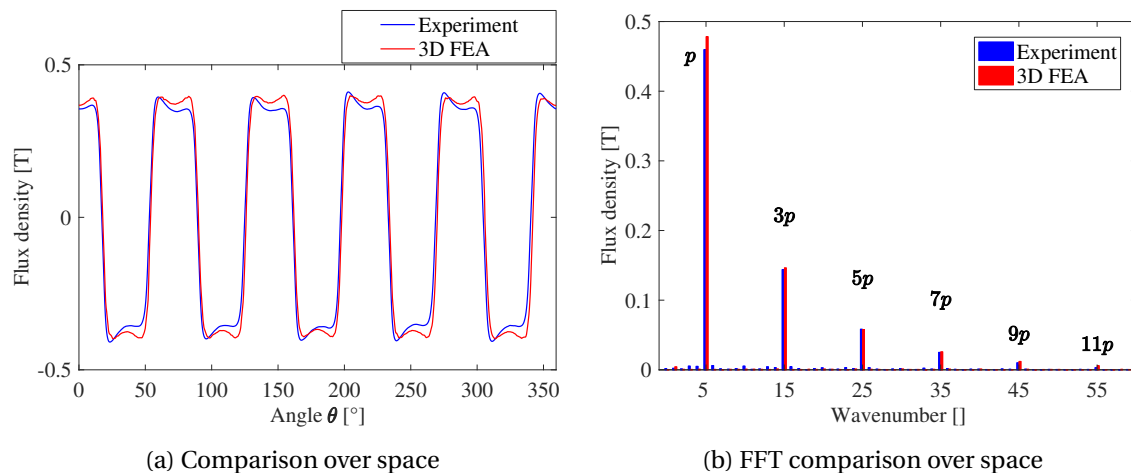 Experiment
3D FEA
0.5
0
-0.5
Flux density [T]
0 50 100 150 200 250 300 350
Angle θ [°]
(a) Comparison over space
Experiment
3D FEA
0.5
0.4
0.3
0.2
0.1
0
Flux density [T]
p
3p
5p
7p
9p
11p
5 15 25 35 45 55
Wavenumber []
(b) FFT comparison over space